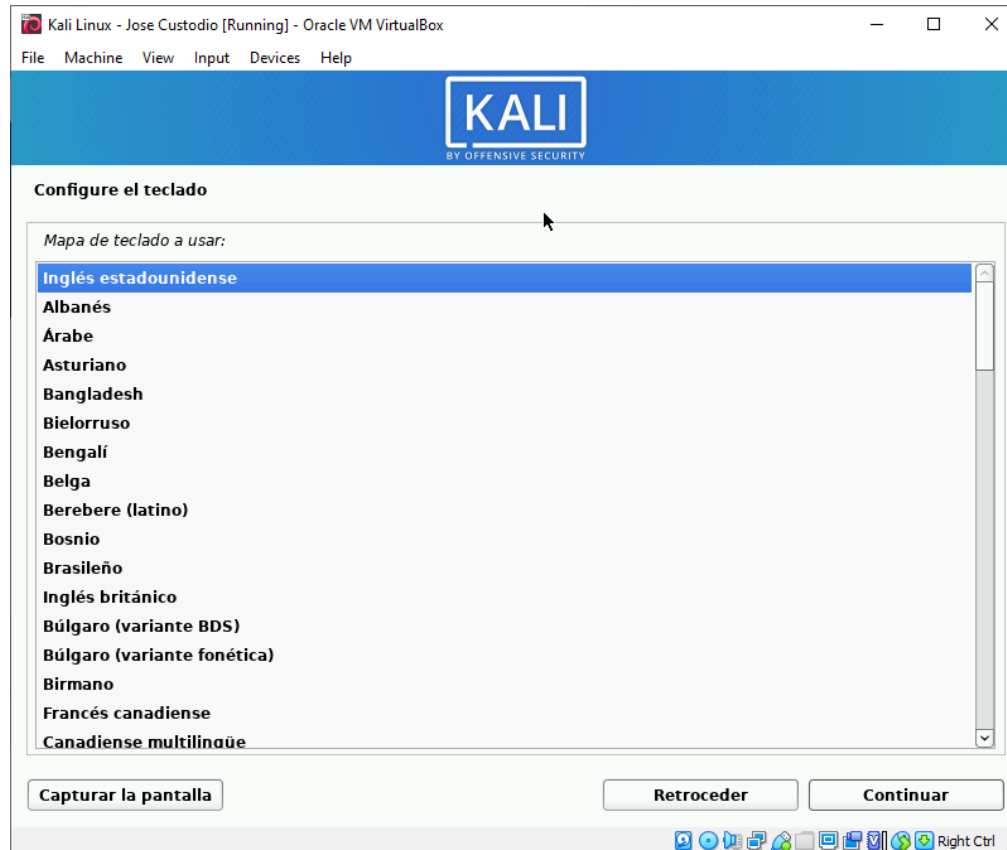 Kali Linux - Jose Custodio [Running] - Oracle VM VirtualBox
File Machine View Input Devices Help
KALI
BY OFFENSIVE SECURITY
Configure el teclado
Mapa de teclado a usar:
Inglés estadounidense
Albanés
Árabe
Asturiano
Bangladesh
Bielorruso
Bengalí
Belga
Berebere (latino)
Bosnio
Brasileño
Inglés británico
Búlgaro (variante BDS)
Búlgaro (variante fonética)
Birmano
Francés canadiense
Canadiense multilingüe
Capturar la pantalla Retroceder Continuar
Right Ctrl